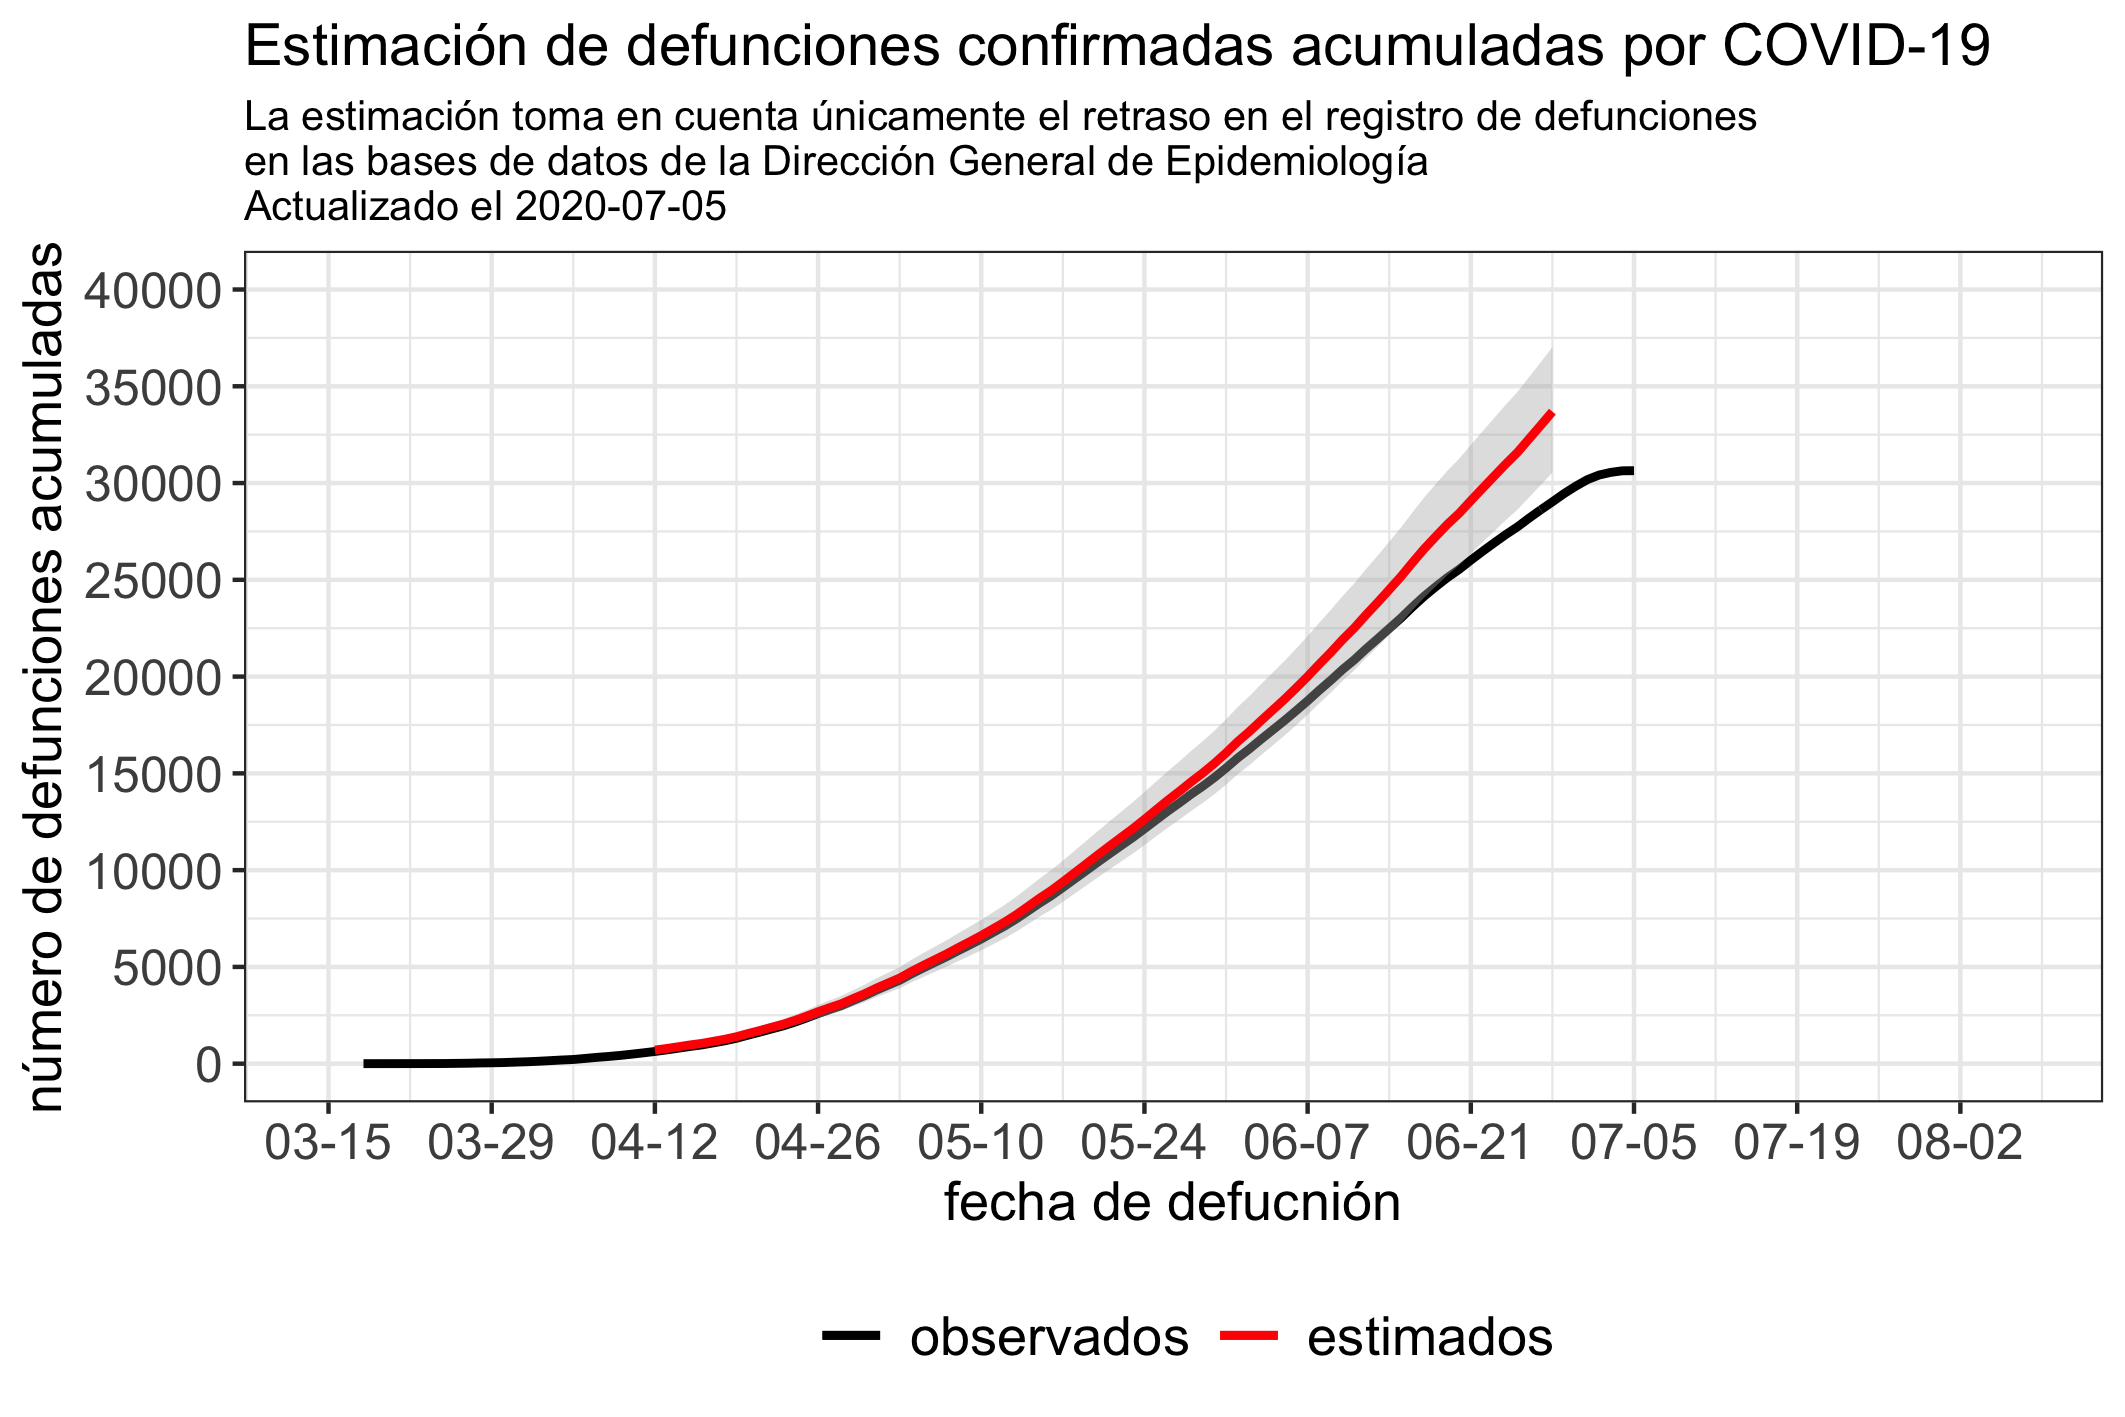 Estimación de defunciones confirmadas acumuladas por COVID-19
La estimación toma en cuenta únicamente el retraso en el registro de defunciones
en las bases de datos de la Dirección General de Epidemiología
Actualizado el 2020-07-05
número de defunciones acumuladas
40000
35000
30000
25000
20000
15000
10000
5000
0
03-15 03-29 04-12 04-26 05-10 05-24 06-07 06-21 07-05 07-19 08-02
fecha de defucnión
observados estimados